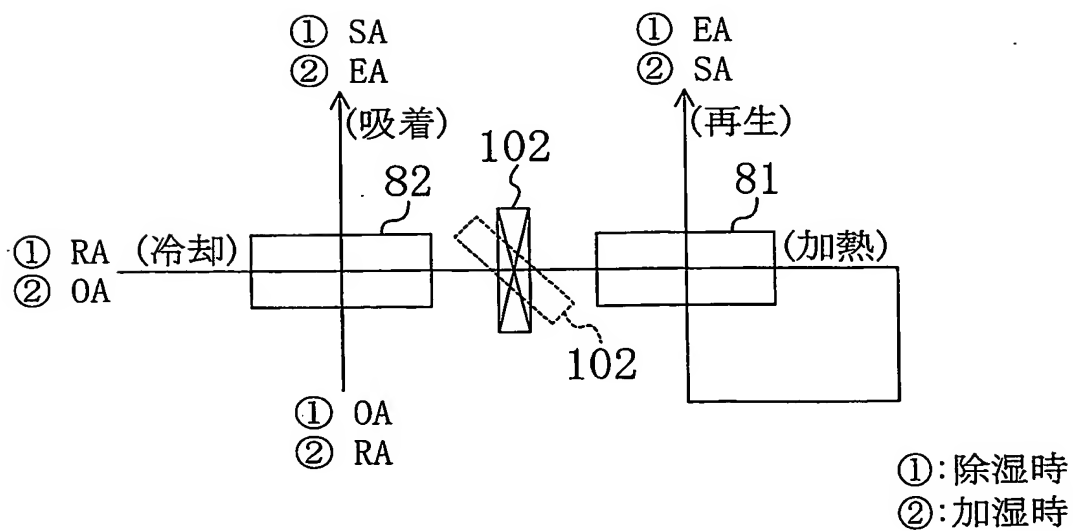 ① SA
② EA
(吸着)
① EA
② SA
(再生)
102
82
81
① RA (冷却)
② OA
(加熱)
102
① OA
② RA
①:除湿時
②:加湿時